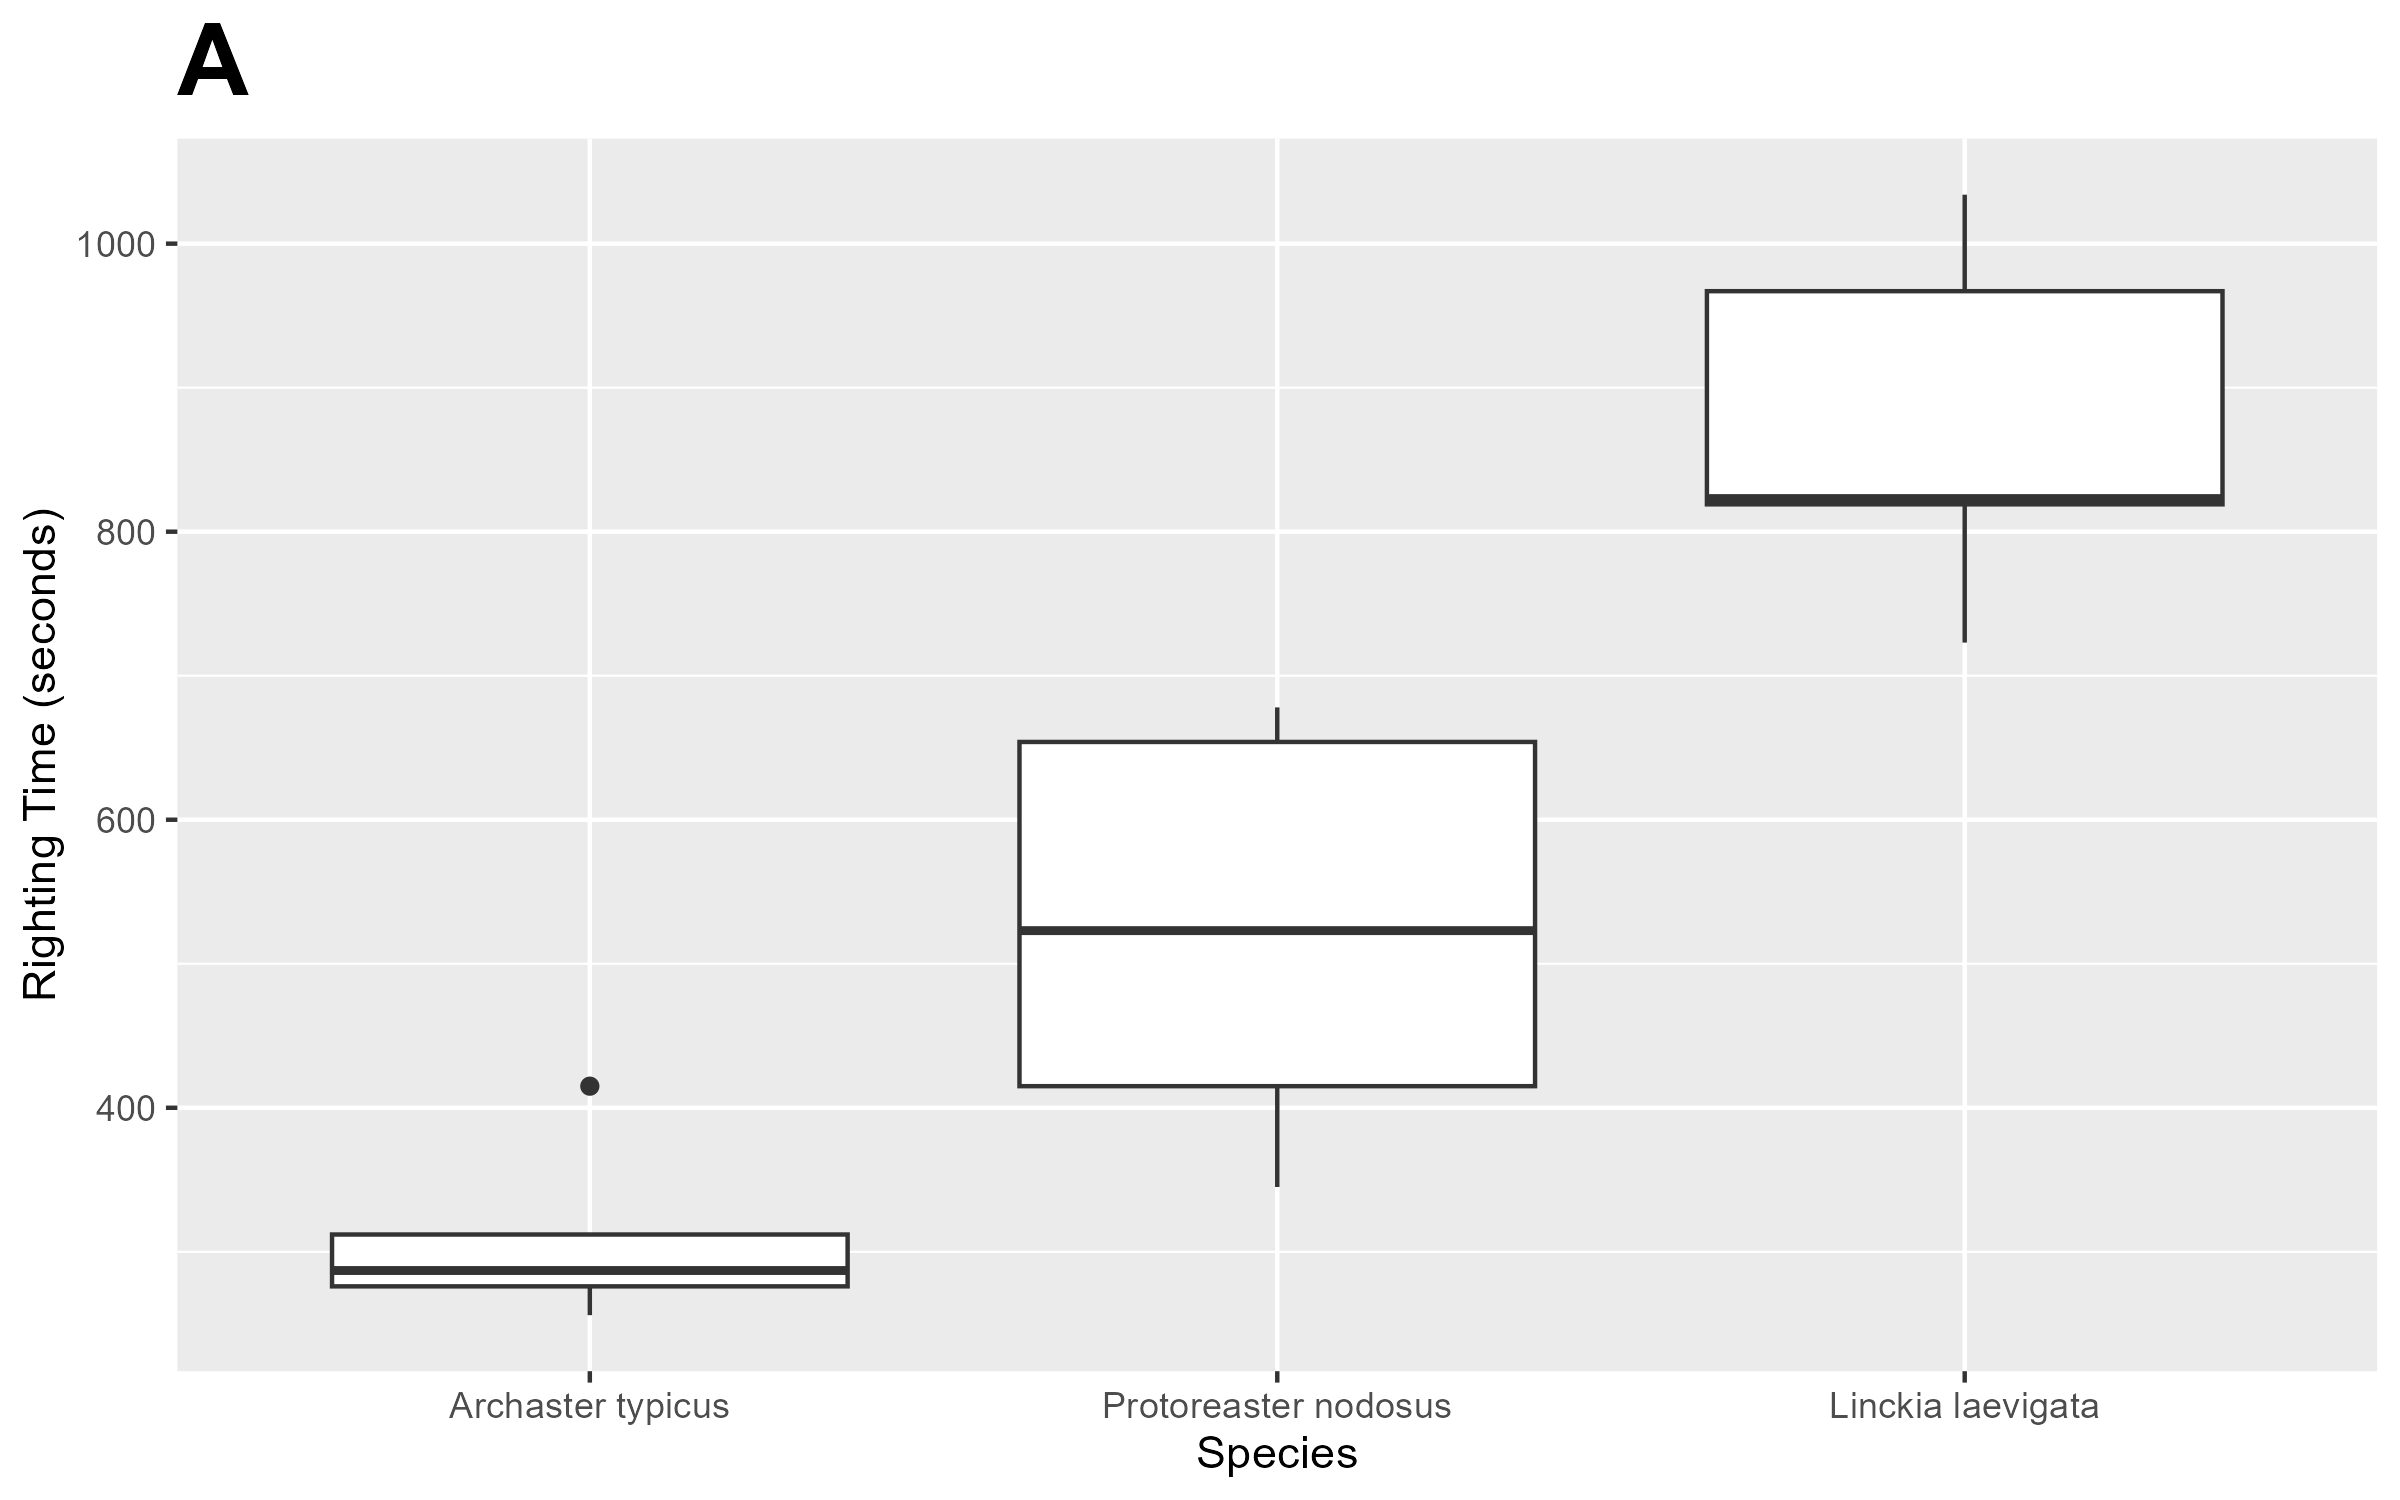 A
Righting Time (seconds)
1000
800
600
400
Archaster typicus
Protoreaster nodosus
Linckia laevigata
Species